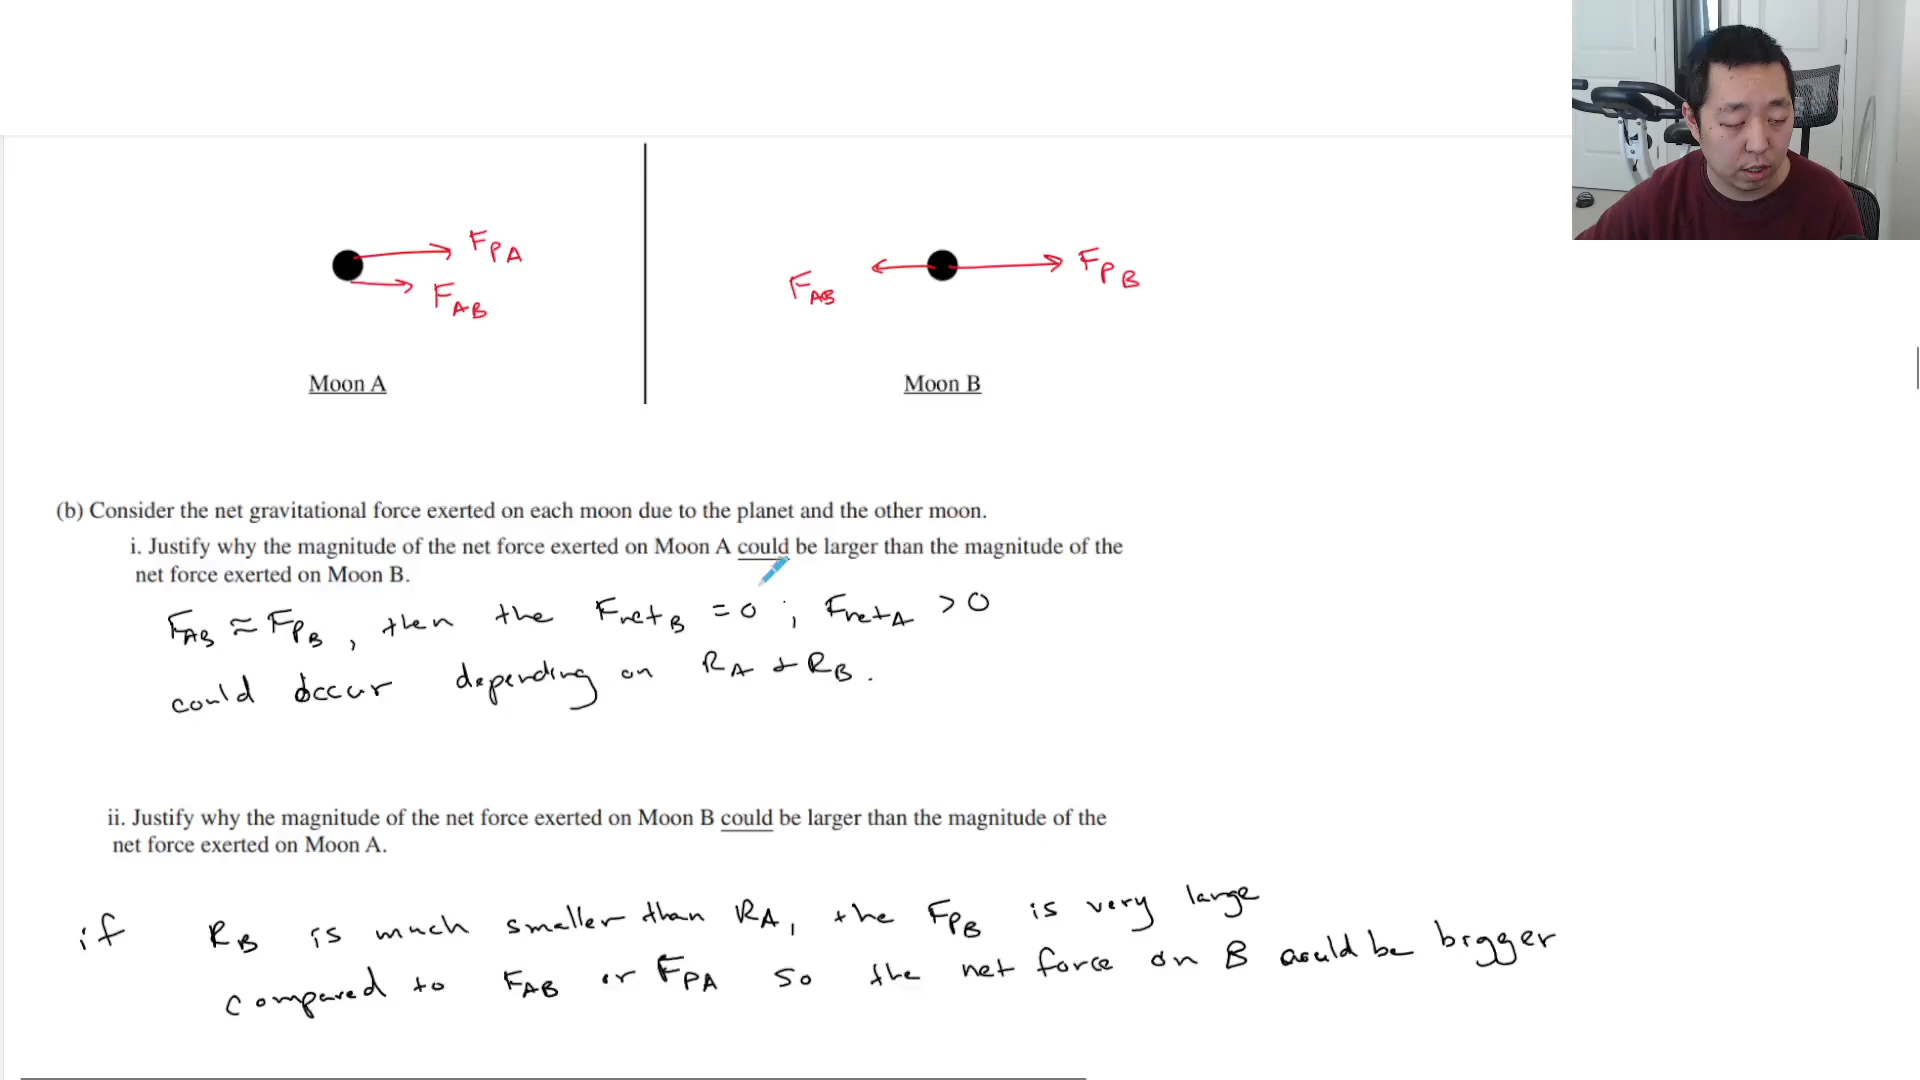 F_PA
F_AB
F_AB
F_PB
Moon A
Moon B
(b) Consider the net gravitational force exerted on each moon due to the planet and the other moon.
i. Justify why the magnitude of the net force exerted on Moon A could be larger than the magnitude of the
net force exerted on Moon B.
F_AB ≈ F_PB, then the F_net_B = 0 ; F_net_A > 0
could occur depending on R_A + R_B.
ii. Justify why the magnitude of the net force exerted on Moon B could be larger than the magnitude of the
net force exerted on Moon A.
if R_B is much smaller than R_A, the F_PB is very large
compared to F_AB or F_PA so the net force on B could be bigger